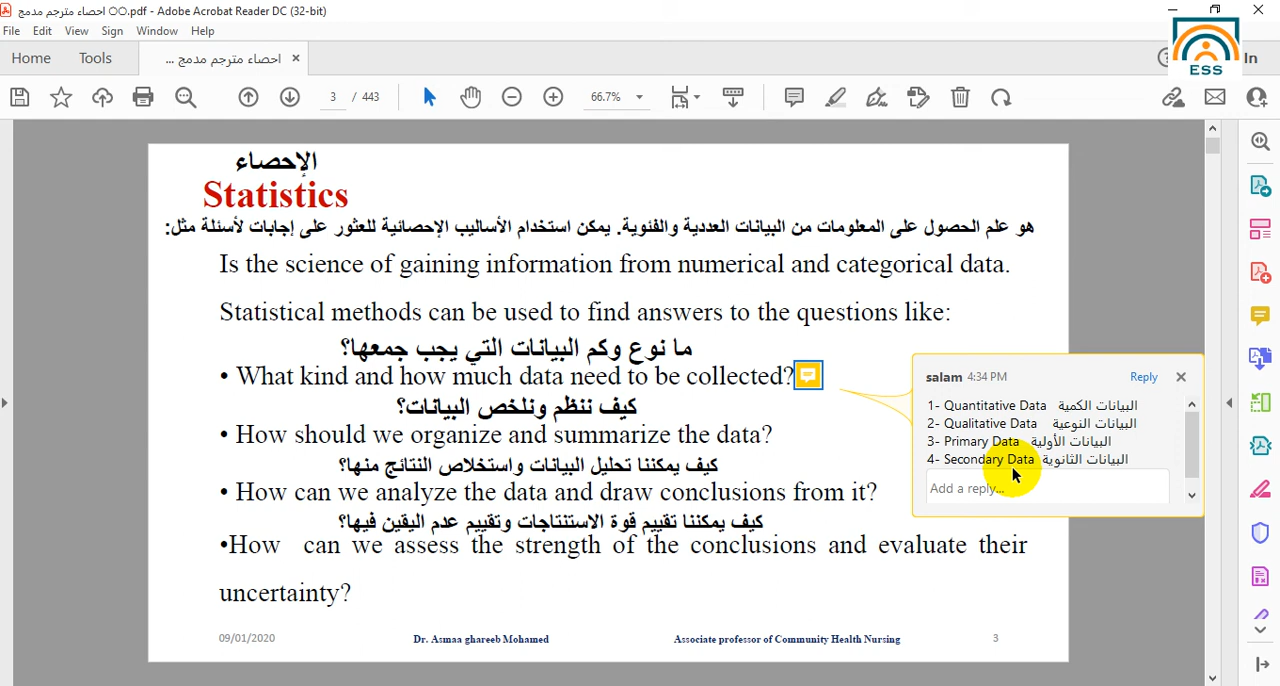 احصاء مترجم مدمج OO.pdf - Adobe Acrobat Reader DC (32-bit)
File Edit View Sign Window Help
Home Tools احصاء مترجم مدمج ... × In
ESS
3 / 443 66.7%
الإحصاء
Statistics
هو علم الحصول على المعلومات من البيانات العددية والفئوية. يمكن استخدام الأساليب الإحصائية للعثور على إجابات لأسئلة مثل:
Is the science of gaining information from numerical and categorical data.
Statistical methods can be used to find answers to the questions like:
ما نوع وكم البيانات التي يجب جمعها؟
• What kind and how much data need to be collected?
كيف ننظم ونلخص البيانات؟
• How should we organize and summarize the data?
كيف يمكننا تحليل البيانات واستخلاص النتائج منها؟
• How can we analyze the data and draw conclusions from it?
كيف يمكننا تقييم قوة الاستنتاجات وتقييم عدم اليقين فيها؟
•How can we assess the strength of the conclusions and evaluate their
uncertainty?
09/01/2020 Dr. Asmaa ghareeb Mohamed Associate professor of Community Health Nursing 3
salam 4:34 PM Reply
1- Quantitative Data البيانات الكمية
2- Qualitative Data البيانات النوعية
3- Primary Data البيانات الأولية
4- Secondary Data البيانات الثانوية
Add a reply...